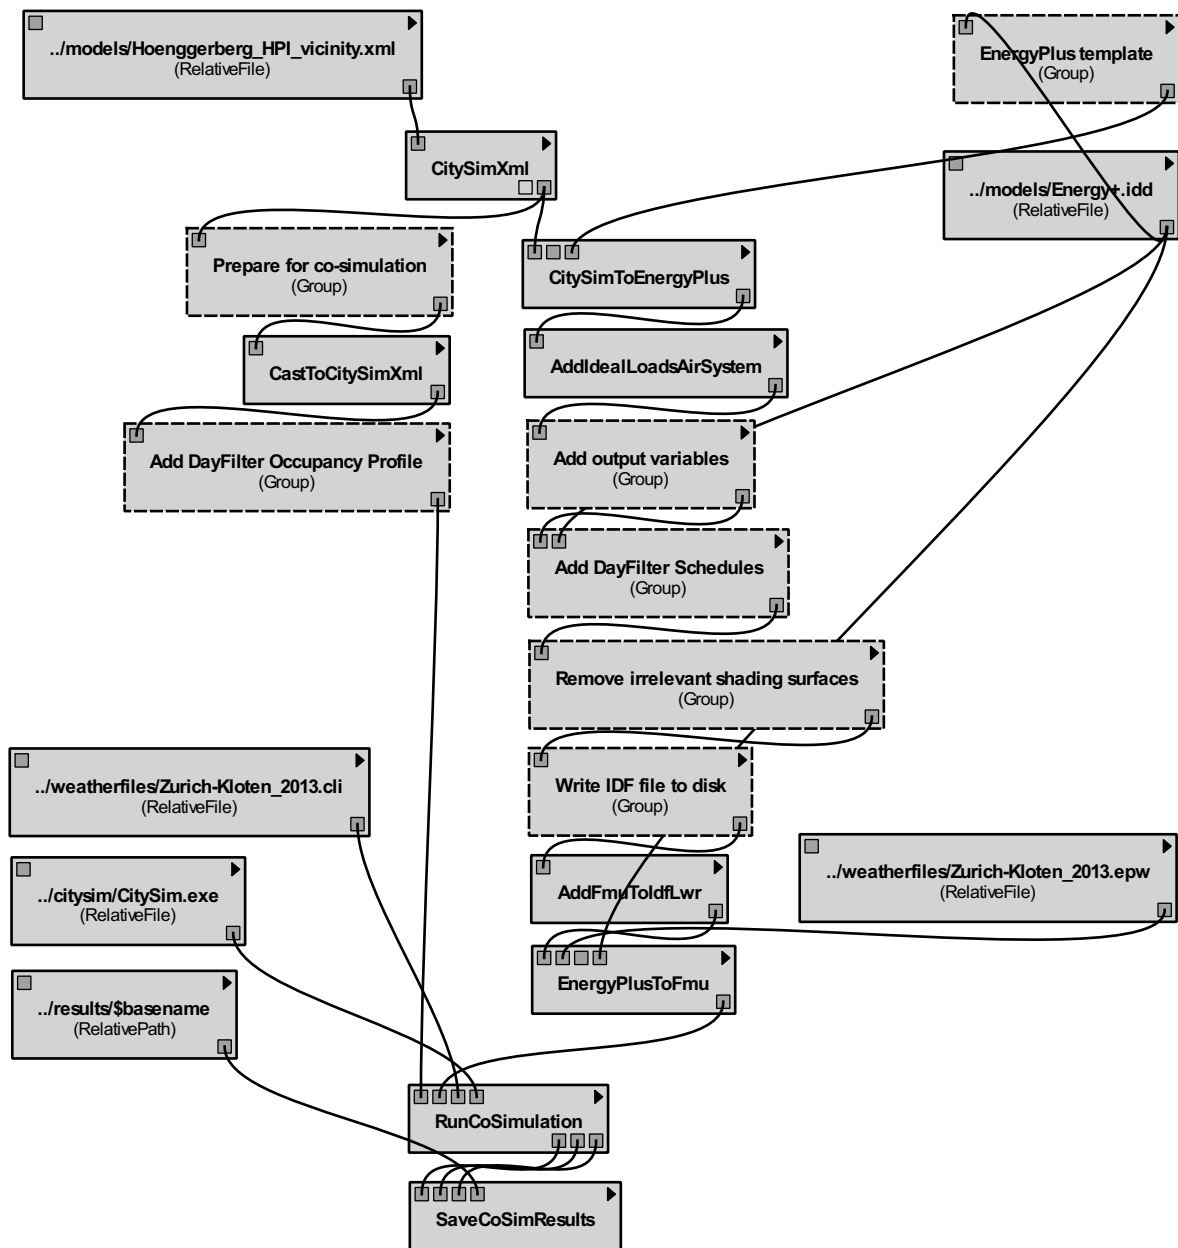 ../models/Hoenggerberg_HPI_vicinity.xml
(RelativeFile)
EnergyPlus template
(Group)
CitySimXml
../models/Energy+.idd
(RelativeFile)
Prepare for co-simulation
(Group)
CitySimToEnergyPlus
CastToCitySimXml
AddIdealLoadsAirSystem
Add DayFilter Occupancy Profile
(Group)
Add output variables
(Group)
Add DayFilter Schedules
(Group)
Remove irrelevant shading surfaces
(Group)
../weatherfiles/Zurich-Kloten_2013.cli
(RelativeFile)
Write IDF file to disk
(Group)
../citysim/CitySim.exe
(RelativeFile)
AddFmuToIdfLwr
../weatherfiles/Zurich-Kloten_2013.epw
(RelativeFile)
../results/$basename
(RelativePath)
EnergyPlusToFmu
RunCoSimulation
SaveCoSimResults